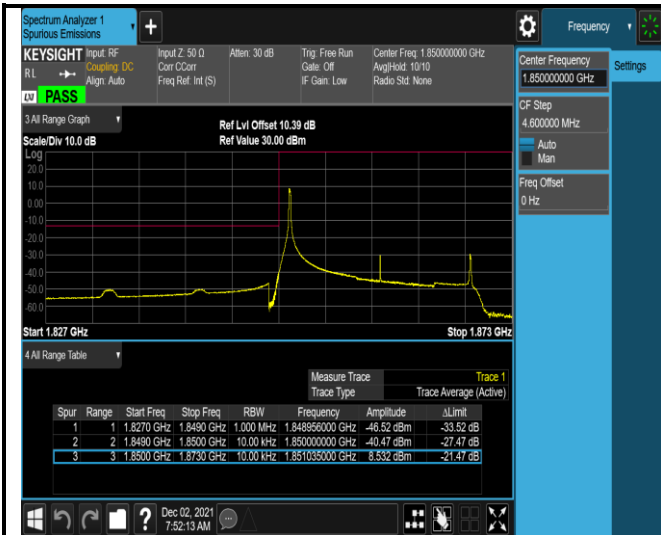 Spectrum Analyzer 1
Spurious Emissions
+
Frequency
KEYSIGHT Input: RF Input Z: 50 Ω Atten: 30 dB Trig: Free Run Center Freq: 1.850000000 GHz
RL Coupling: DC Corr CCorr Gate: Off Avg|Hold: 10/10
Align: Auto Freq Ref: Int (S) IF Gain: Low Radio Std: None
LXI PASS
Center Frequency
1.850000000 GHz
Settings
CF Step
4.600000 MHz
Auto
Man
Freq Offset
0 Hz
3 All Range Graph
Ref Lvl Offset 10.39 dB
Scale/Div 10.0 dB Ref Value 30.00 dBm
Log
20.0
10.0
0.00
-10.0
-20.0
-30.0
-40.0
-50.0
-60.0
Start 1.827 GHz Stop 1.873 GHz
4 All Range Table
Measure Trace Trace 1
Trace Type Trace Average (Active)
Spur Range Start Freq Stop Freq RBW Frequency Amplitude ΔLimit
1 1 1.8270 GHz 1.8490 GHz 1.000 MHz 1.848956000 GHz -46.52 dBm -33.52 dB
2 2 1.8490 GHz 1.8500 GHz 10.00 kHz 1.850000000 GHz -40.47 dBm -27.47 dB
3 3 1.8500 GHz 1.8730 GHz 10.00 kHz 1.851035000 GHz 8.532 dBm -21.47 dB
? Dec 02, 2021
7:52:13 AM